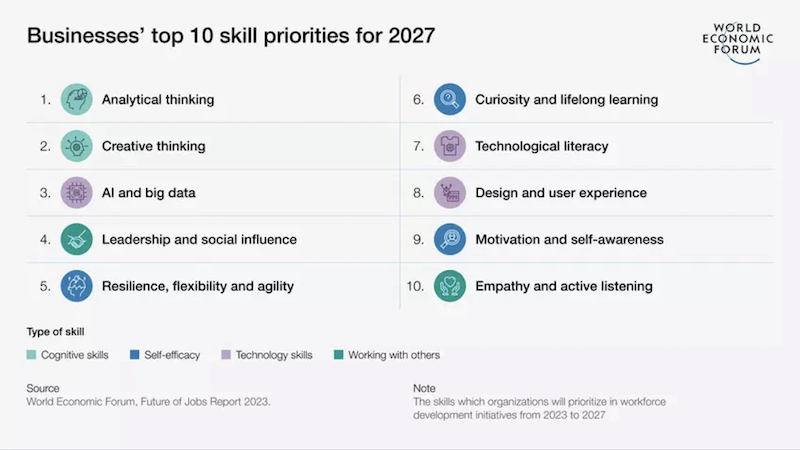 Businesses’ top 10 skill priorities for 2027
WORLD
ECONOMIC
FORUM
1. Analytical thinking
2. Creative thinking
3. AI and big data
4. Leadership and social influence
5. Resilience, flexibility and agility
6. Curiosity and lifelong learning
7. Technological literacy
8. Design and user experience
9. Motivation and self-awareness
10. Empathy and active listening
Type of skill
Cognitive skills
Self-efficacy
Technology skills
Working with others
Source
World Economic Forum, Future of Jobs Report 2023.
Note
The skills which organizations will prioritize in workforce
development initiatives from 2023 to 2027